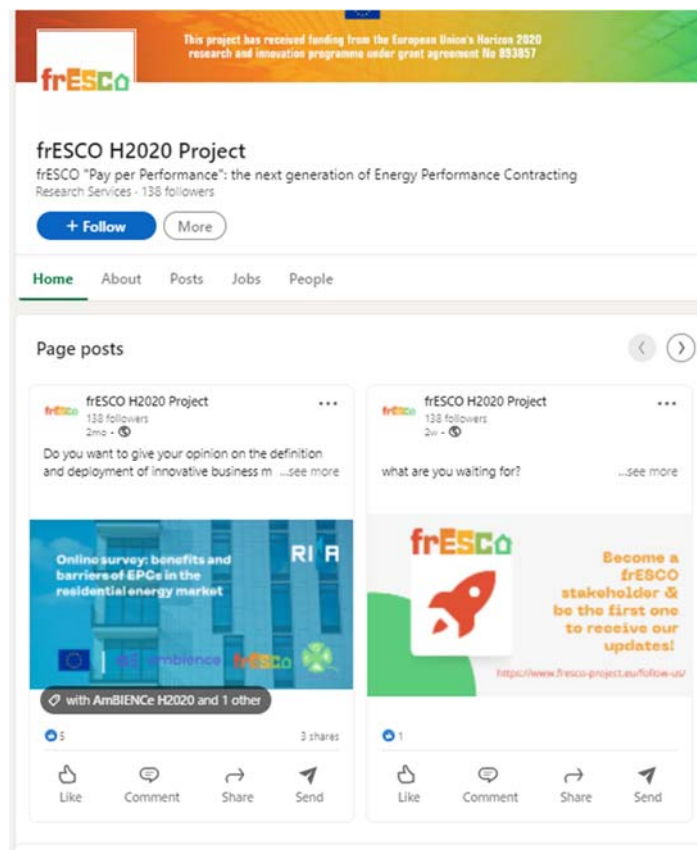 This project has received funding from the European Union's Horizon 2020
research and innovation programme under grant agreement No 893857
frESCO
frESCO H2020 Project
frESCO "Pay per Performance": the next generation of Energy Performance Contracting
Research Services · 138 followers
+ Follow
More
Home
About
Posts
Jobs
People
Page posts
frESCO
frESCO H2020 Project
138 followers
2mo ·
Do you want to give your opinion on the definition
and deployment of innovative business m ...see more
Online survey: benefits and
barriers of EPCs in the
residential energy market
RINA
ambience
frESCO
with AmBIENCe H2020 and 1 other
5
3 shares
Like
Comment
Share
Send
frESCO
frESCO H2020 Project
138 followers
2w ·
what are you waiting for?
...see more
frESCO
Become a
frESCO
stakeholder &
be the first one
to receive our
updates!
https://www.fresco-project.eu/follow-us/
1
Like
Comment
Share
Send